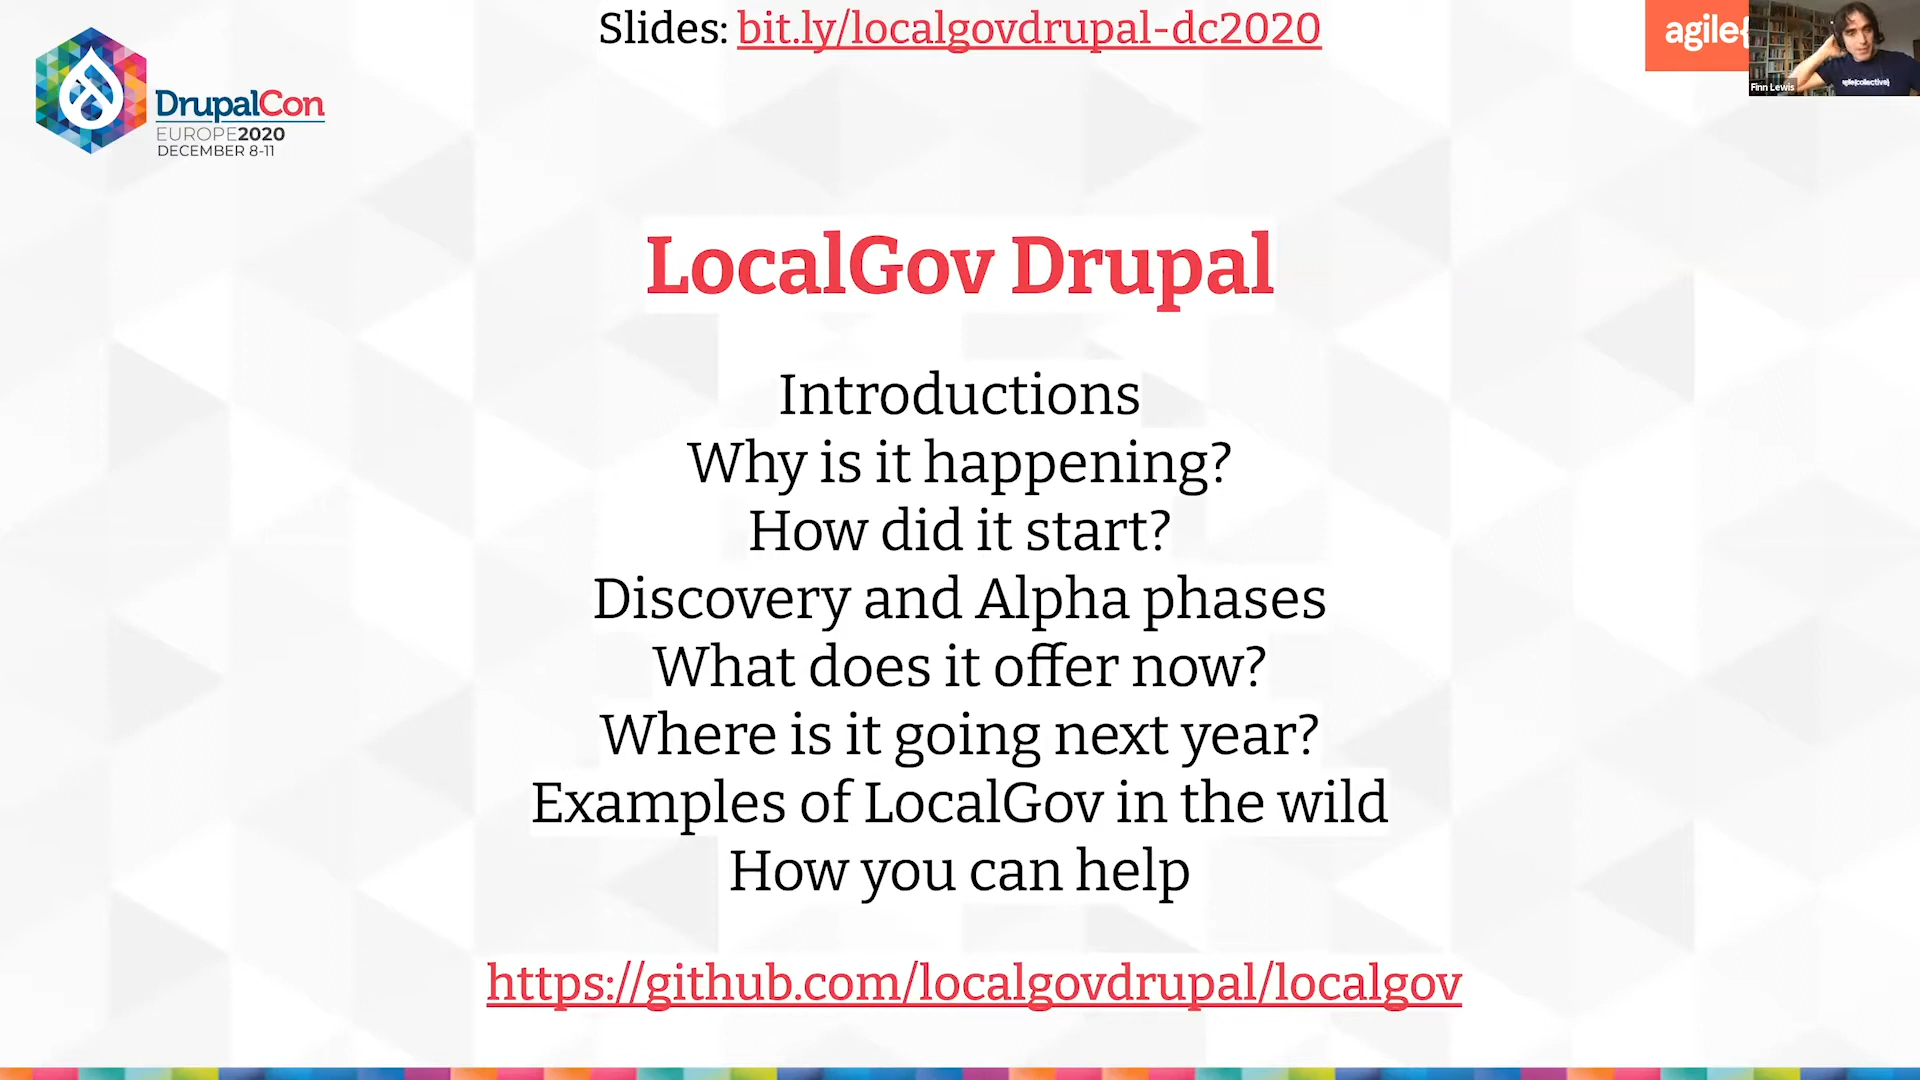 Slides: bit.ly/localgovdrupal-dc2020
agile{
Finn Lewis
agile{collective}
DrupalCon
EUROPE2020
DECEMBER 8-11
LocalGov Drupal
Introductions
Why is it happening?
How did it start?
Discovery and Alpha phases
What does it offer now?
Where is it going next year?
Examples of LocalGov in the wild
How you can help
https://github.com/localgovdrupal/localgov